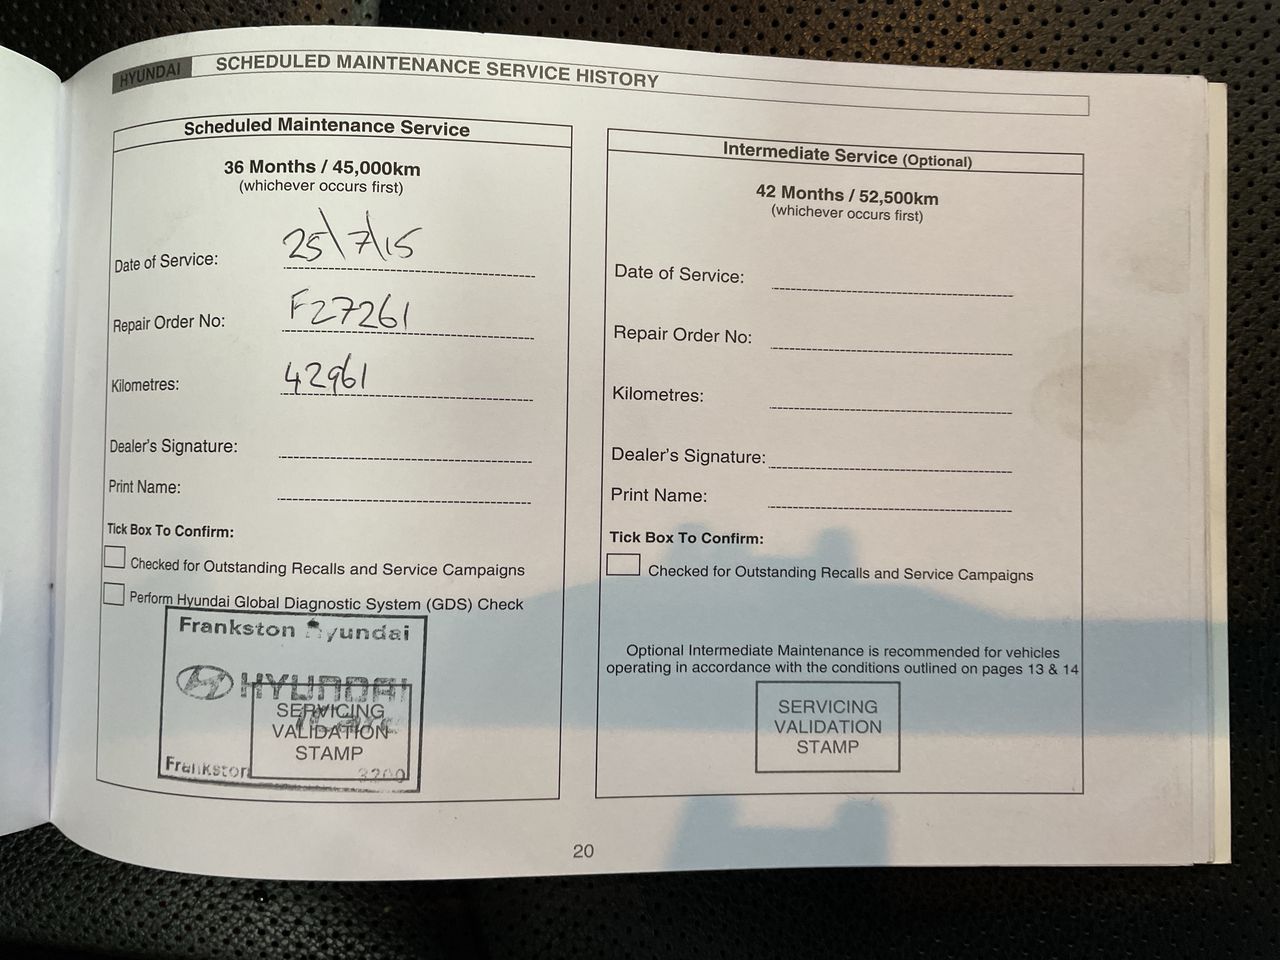 HYUNDAI
SCHEDULED MAINTENANCE SERVICE HISTORY
Scheduled Maintenance Service
36 Months / 45,000km
(whichever occurs first)
Date of Service: 25\7\15
Repair Order No: F27261
Kilometres: 42961
Dealer's Signature:
Print Name:
Tick Box To Confirm:
Checked for Outstanding Recalls and Service Campaigns
Perform Hyundai Global Diagnostic System (GDS) Check
Frankston Hyundai
HYUNDAI
SERVICING
VALIDATION
STAMP
Frankston 3200
Intermediate Service (Optional)
42 Months / 52,500km
(whichever occurs first)
Date of Service:
Repair Order No:
Kilometres:
Dealer's Signature:
Print Name:
Tick Box To Confirm:
Checked for Outstanding Recalls and Service Campaigns
Optional Intermediate Maintenance is recommended for vehicles
operating in accordance with the conditions outlined on pages 13 & 14
SERVICING
VALIDATION
STAMP
20